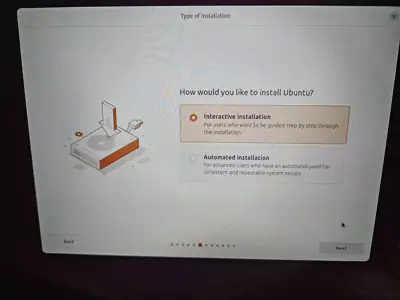 Type of Installation
How would you like to install Ubuntu?
Interactive installation
For users who want to be guided step by step through
the installation.
Automated installation
For advanced users who have an autoinstall.yaml for
consistent and repeatable system setups.
Back
Next